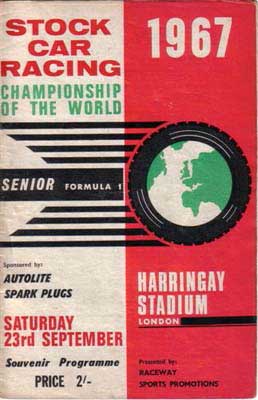 STOCK
CAR
RACING
CHAMPIONSHIP
OF THE WORLD
1967
SENIOR FORMULA 1
Sponsored by:
AUTOLITE
SPARK PLUGS
SATURDAY
23rd SEPTEMBER
Souvenir Programme
PRICE 2/-
HARRINGAY
STADIUM
LONDON
Presented by:
RACEWAY
SPORTS PROMOTIONS